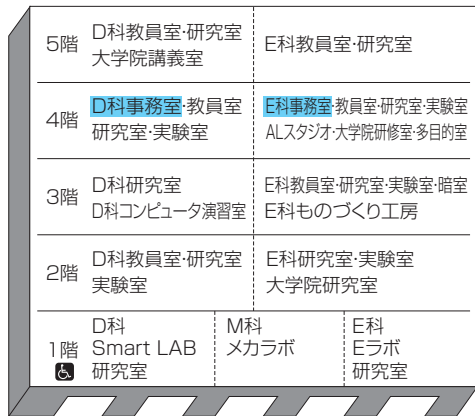 5階
D科教員室・研究室
大学院講義室
E科教員室・研究室
4階
D科事務室・教員室
研究室・実験室
E科事務室・教員室・研究室・実験室
ALスタジオ・大学院研修室・多目的室
3階
D科研究室
D科コンピュータ演習室
E科教員室・研究室・実験室・暗室
E科ものづくり工房
2階
D科教員室・研究室
実験室
E科研究室・実験室
大学院研究室
1階
D科
Smart LAB
研究室
M科
メカラボ
E科
Eラボ
研究室